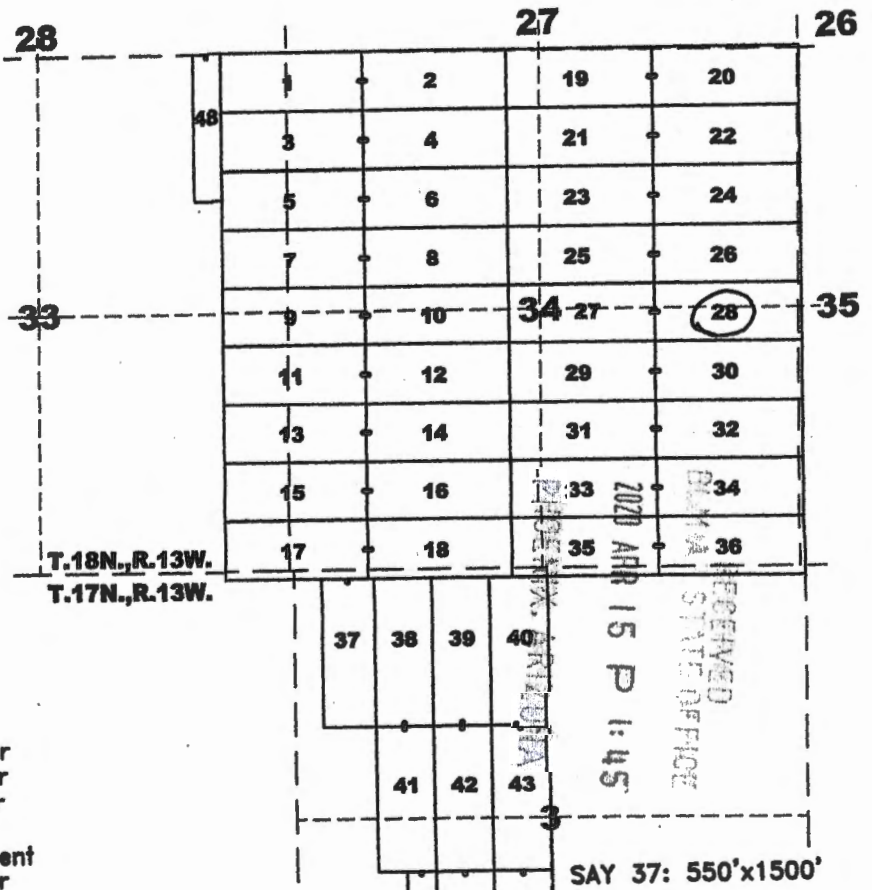 28 27 26
1 2 19 20
48
3 4 21 22
5 6 23 24
7 8 25 26
33 9 10 34 27 28 35
11 12 29 30
13 14 31 32
15 16 33 34
17 18 35 36
T.18N.,R.13W.
T.17N.,R.13W.
37 38 39 40
41 42 43
3
RECEIVED
STATE OFFICE
2020 APR 15 P 1:45
PHOENIX, ARIZONA
r
r
r
ent
r
SAY 37: 550'x1500'